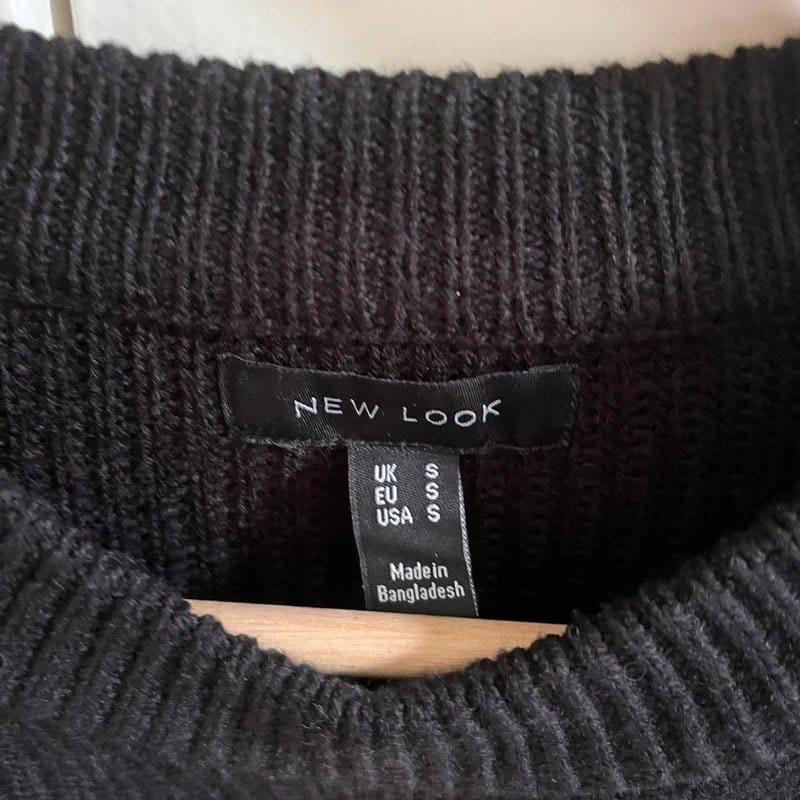 NEW LOOK
UK S
EU S
USA S
Made in
Bangladesh